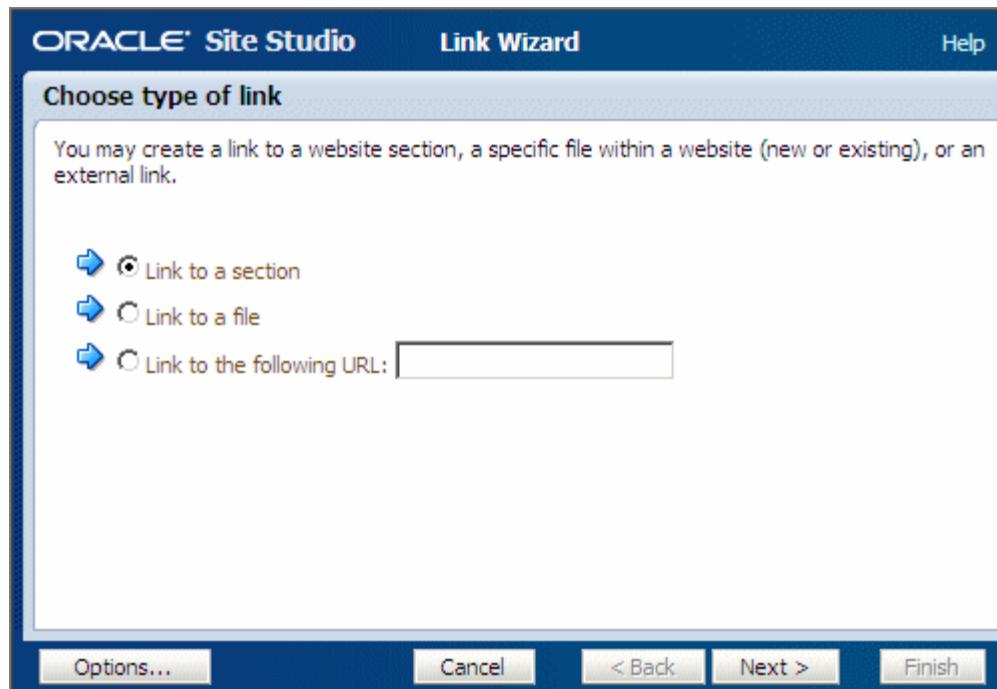 ORACLE Site Studio Link Wizard Help
Choose type of link
You may create a link to a website section, a specific file within a website (new or existing), or an
external link.
Link to a section
Link to a file
Link to the following URL:
Options... Cancel < Back Next > Finish